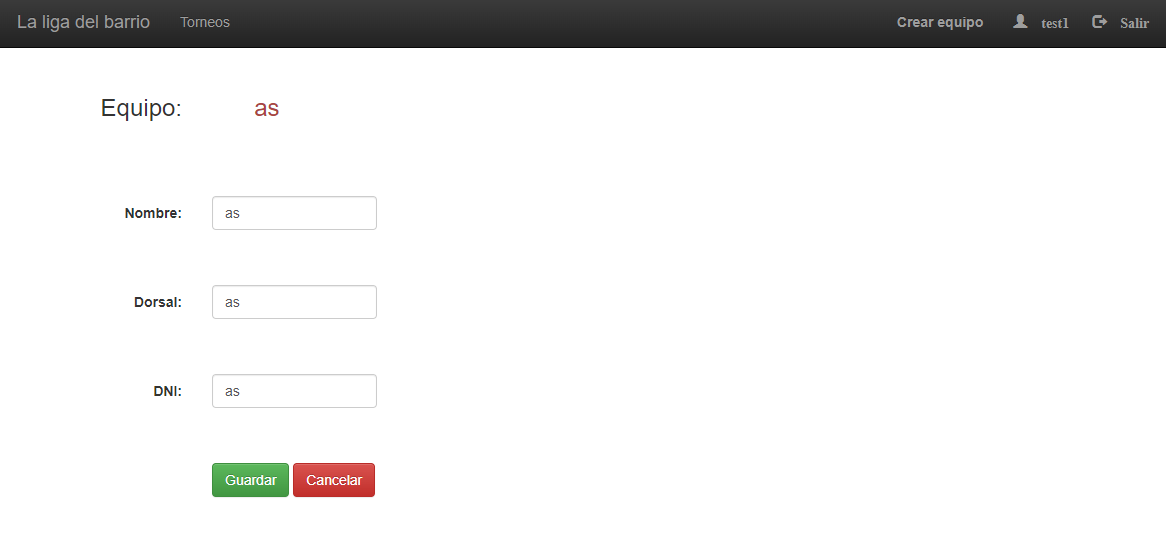 La liga del barrio Torneos Crear equipo test1 Salir
Equipo: as
Nombre: as
Dorsal: as
DNI: as
Guardar Cancelar